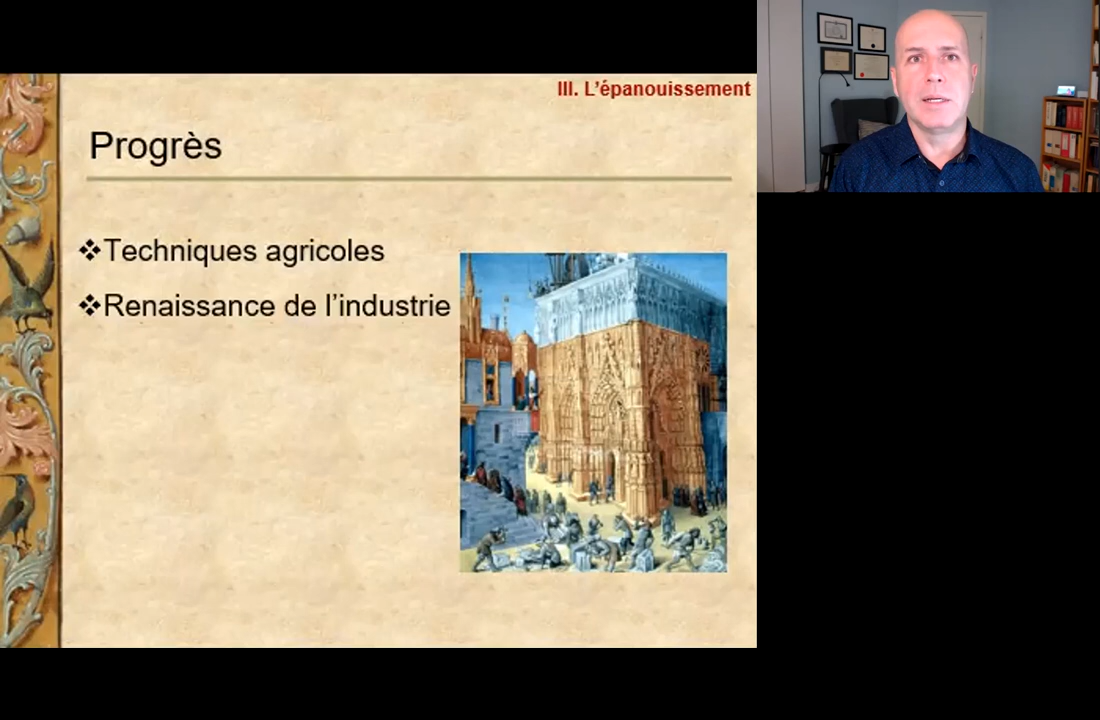 III. L’épanouissement
Progrès
❖Techniques agricoles
❖Renaissance de l’industrie